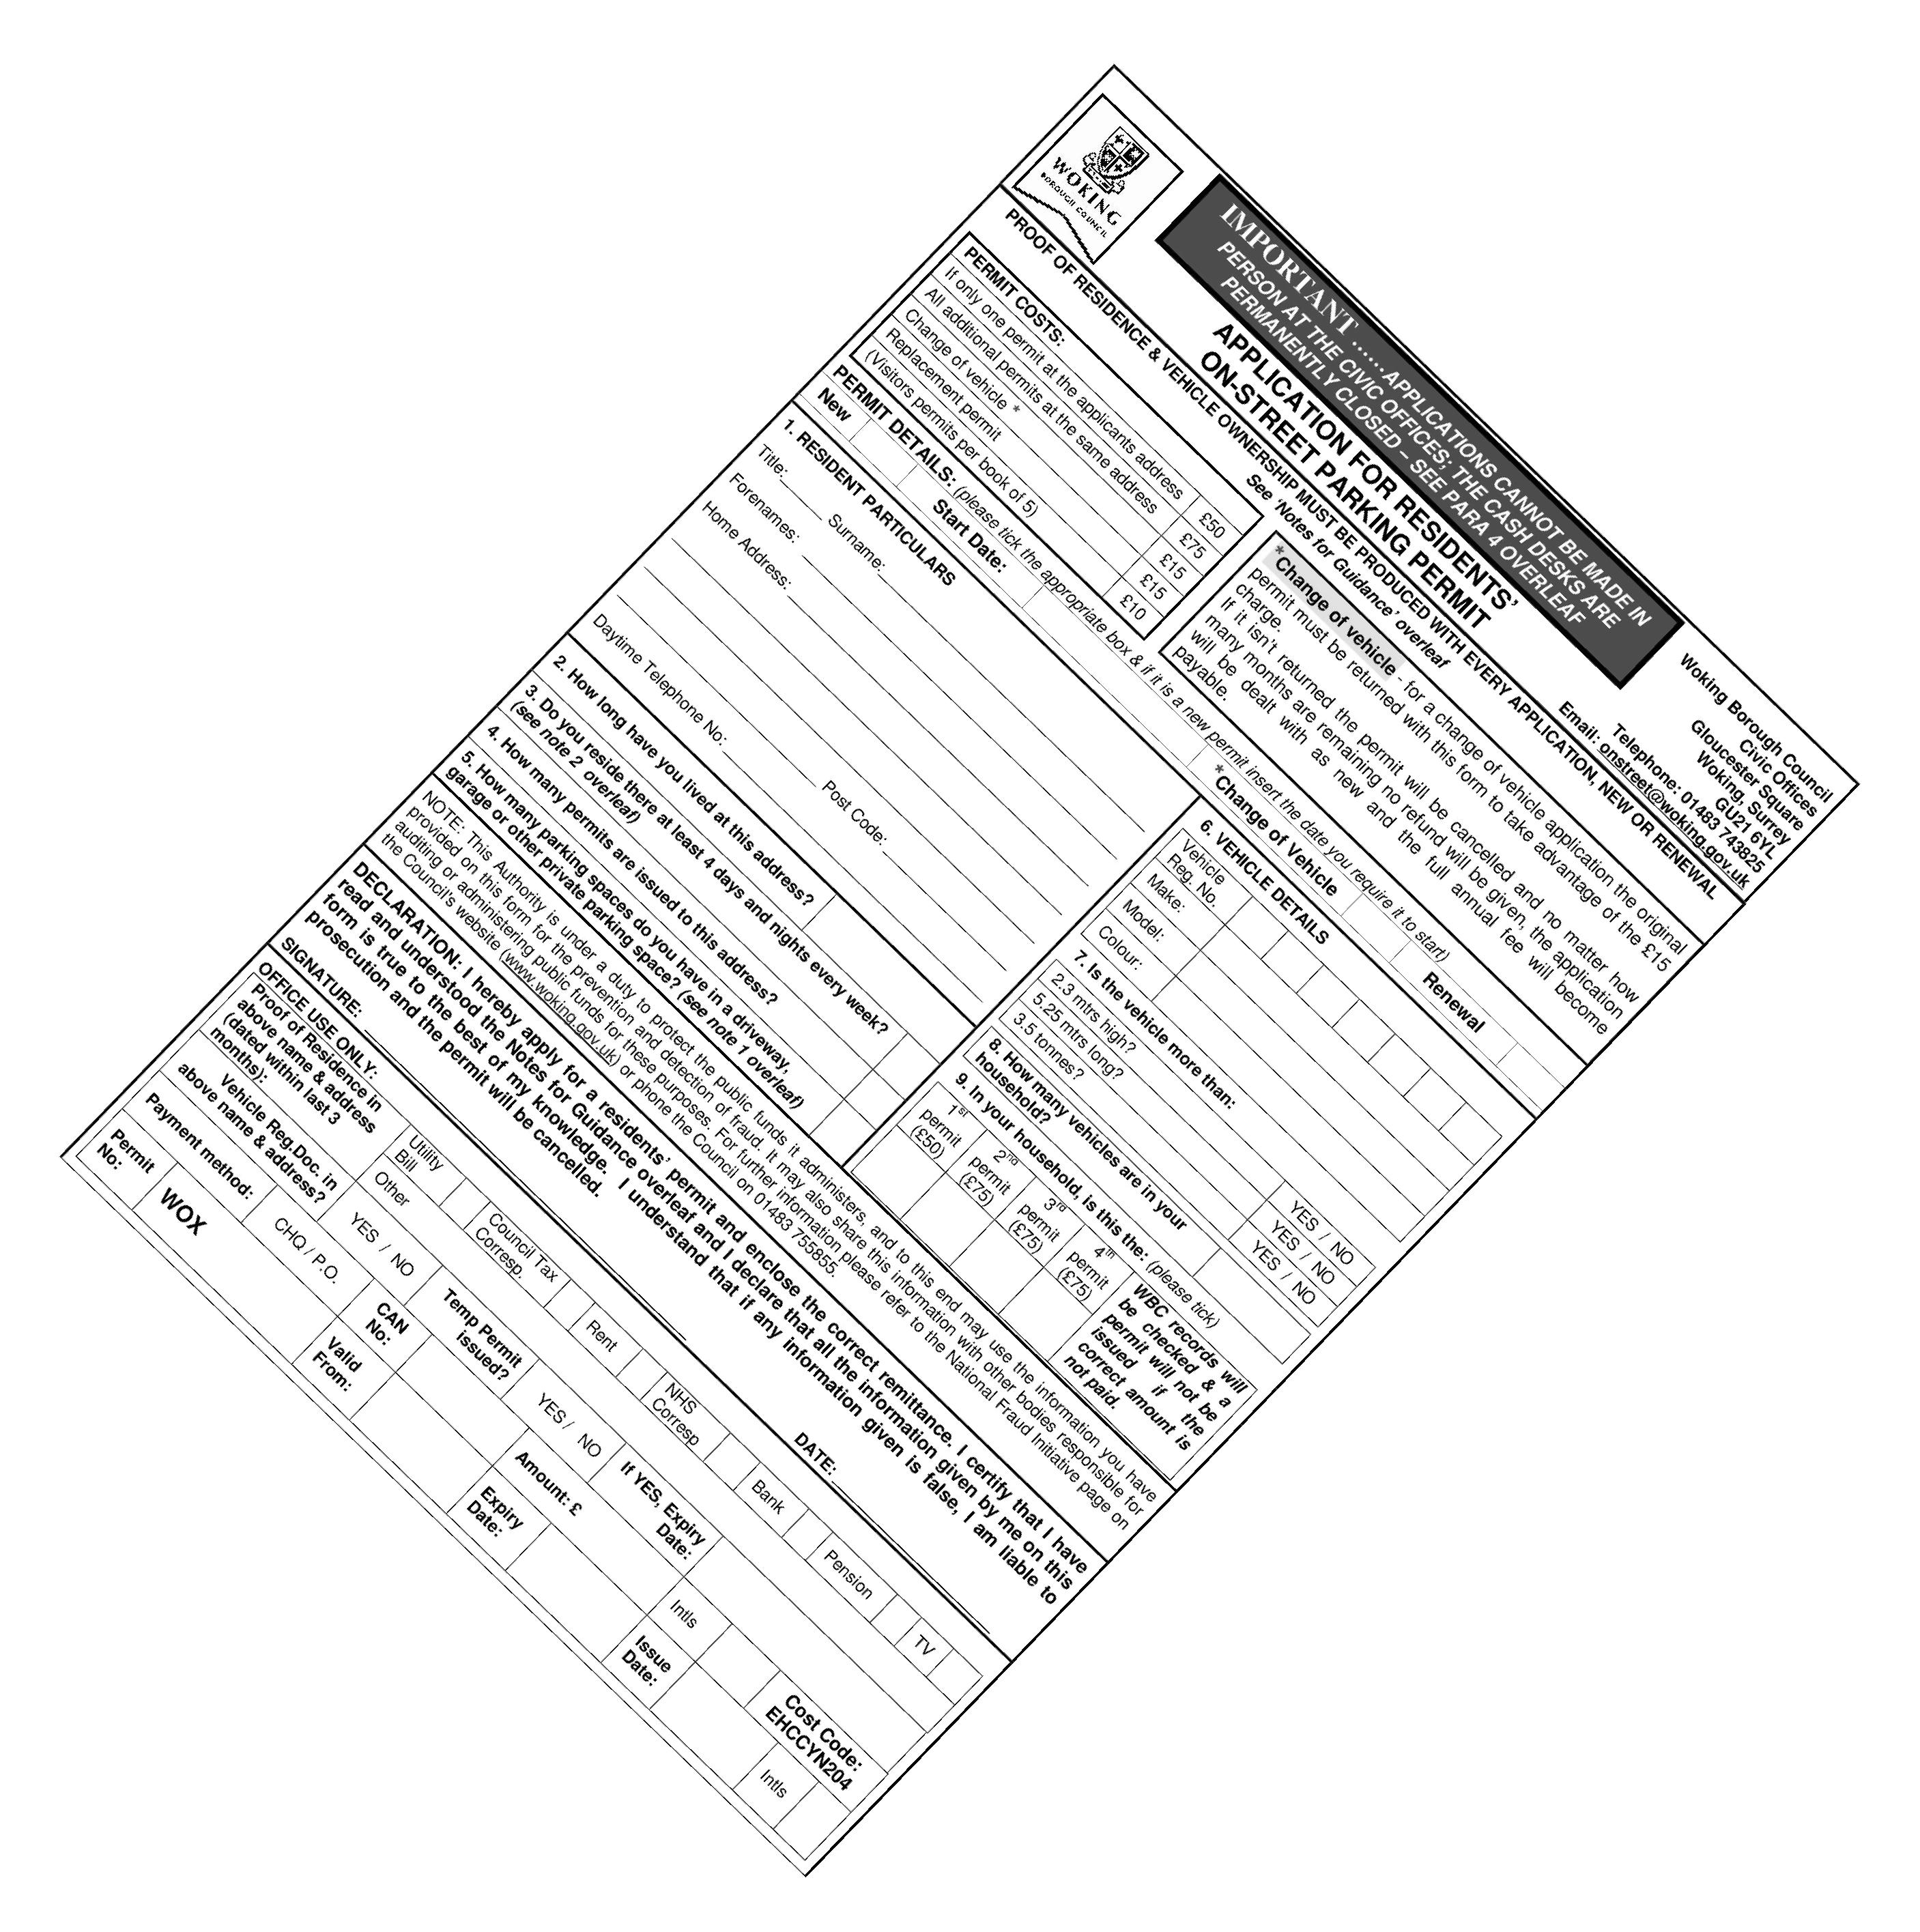 WOKING
BOROUGH COUNCIL
IMPORTANT ......APPLICATIONS CANNOT BE MADE IN
PERSON AT THE CIVIC OFFICES; THE CASH DESKS ARE
PERMANENTLY CLOSED – SEE PARA 4 OVERLEAF
APPLICATION FOR RESIDENTS’
ON-STREET PARKING PERMIT
See ‘Notes for Guidance’ overleaf
Woking Borough Council
Civic Offices
Gloucester Square
Woking, Surrey
GU21 6YL
Telephone: 01483 743825
Email: onstreet@woking.gov.uk
PROOF OF RESIDENCE & VEHICLE OWNERSHIP MUST BE PRODUCED WITH EVERY APPLICATION, NEW OR RENEWAL
PERMIT COSTS:
If only one permit at the applicants address £50
All additional permits at the same address £75
Change of vehicle * £15
Replacement permit £15
(Visitors permits per book of 5) £10
* Change of vehicle - for a change of vehicle application the original
permit must be returned with this form to take advantage of the £15
charge.
If it isn’t returned the permit will be cancelled and no matter how
many months are remaining no refund will be given, the application
will be dealt with as new and the full annual fee will become
payable.
PERMIT DETAILS: (please tick the appropriate box & if it is a new permit insert the date you require it to start)
New Start Date: *Change of Vehicle Renewal
1. RESIDENT PARTICULARS
Title: Surname:
Forenames:
Home Address:
Post Code:
Daytime Telephone No:
2. How long have you lived at this address?
3. Do you reside there at least 4 days and nights every week?
(see note 2 overleaf)
4. How many permits are issued to this address?
5. How many parking spaces do you have in a driveway,
garage or other private parking space? (see note 1 overleaf)
6. VEHICLE DETAILS
Vehicle
Reg. No.
Make:
Model:
Colour:
7. Is the vehicle more than:
2.3 mtrs high? YES / NO
5.25 mtrs long? YES / NO
3.5 tonnes? YES / NO
8. How many vehicles are in your
household?
9. In your household, is this the: (please tick)
1st
permit
(£50)
2nd
permit
(£75)
3rd
permit
(£75)
4th
permit
(£75)
WBC records will
be checked & a
permit will not be
issued if the
correct amount is
not paid.
NOTE: This Authority is under a duty to protect the public funds it administers, and to this end may use the information you have
provided on this form for the prevention and detection of fraud. It may also share this information with other bodies responsible for
auditing or administering public funds for these purposes. For further information please refer to the National Fraud Initiative page on
the Council's website (www.woking.gov.uk) or phone the Council on 01483 755855.
DECLARATION: I hereby apply for a residents’ permit and enclose the correct remittance. I certify that I have
read and understood the Notes for Guidance overleaf and I declare that all the information given by me on this
form is true to the best of my knowledge. I understand that if any information given is false, I am liable to
prosecution and the permit will be cancelled.
SIGNATURE: DATE:
OFFICE USE ONLY:
Proof of Residence in
above name & address
(dated within last 3
months):
Utility
Bill
Council Tax
Corresp.
Rent
NHS
Corresp
Bank
Pension
TV
Other
Vehicle Reg.Doc. in
above name & address?
YES / NO
Temp Permit
issued?
YES / NO
If YES, Expiry
Date:
Payment method:
CHQ / P.O.
CAN
No:
Amount: £
Intls
Cost Code:
EHCCYN204
Permit
No:
WOX
Valid
From:
Expiry
Date:
Issue
Date:
Intls